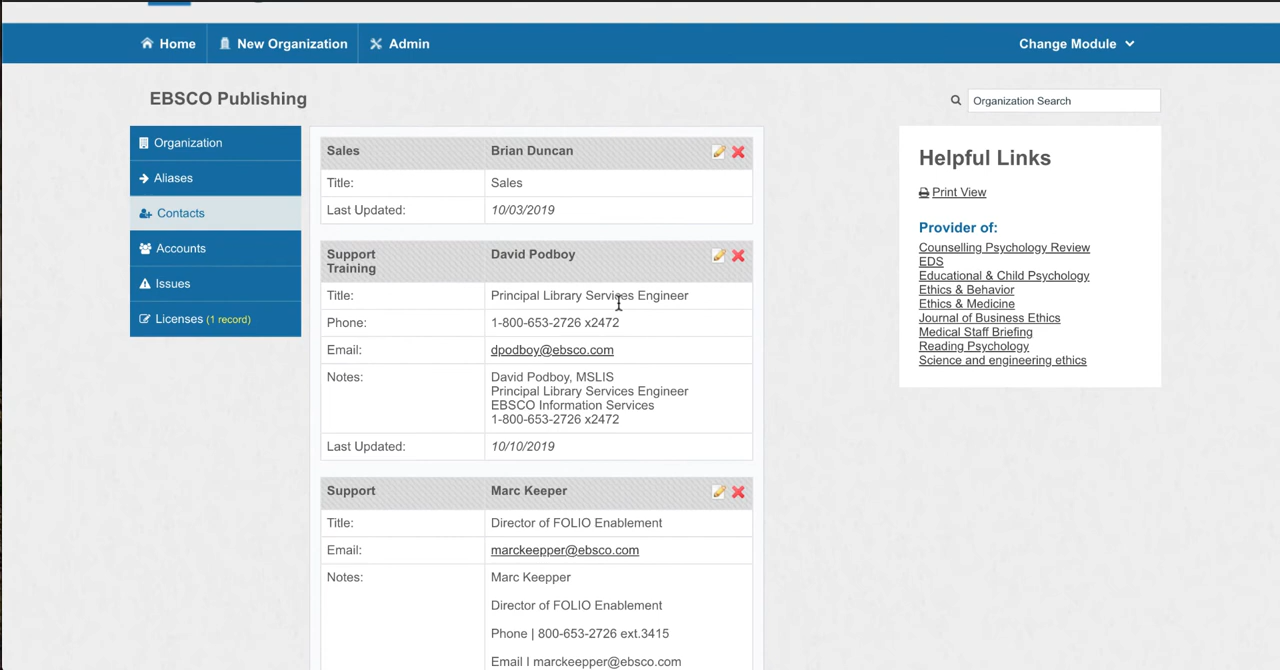 Home New Organization Admin Change Module
EBSCO Publishing
Organization Search
Organization
Aliases
Contacts
Accounts
Issues
Licenses (1 record)
Sales Brian Duncan
Title: Sales
Last Updated: 10/03/2019
Support
Training
David Podboy
Title: Principal Library Services Engineer
Phone: 1-800-653-2726 x2472
Email: dpodboy@ebsco.com
Notes: David Podboy, MSLIS
Principal Library Services Engineer
EBSCO Information Services
1-800-653-2726 x2472
Last Updated: 10/10/2019
Support Marc Keeper
Title: Director of FOLIO Enablement
Email: marckeepper@ebsco.com
Notes: Marc Keepper
Director of FOLIO Enablement
Phone | 800-653-2726 ext.3415
Email I marckeepper@ebsco.com
Helpful Links
Print View
Provider of:
Counselling Psychology Review
EDS
Educational & Child Psychology
Ethics & Behavior
Ethics & Medicine
Journal of Business Ethics
Medical Staff Briefing
Reading Psychology
Science and engineering ethics